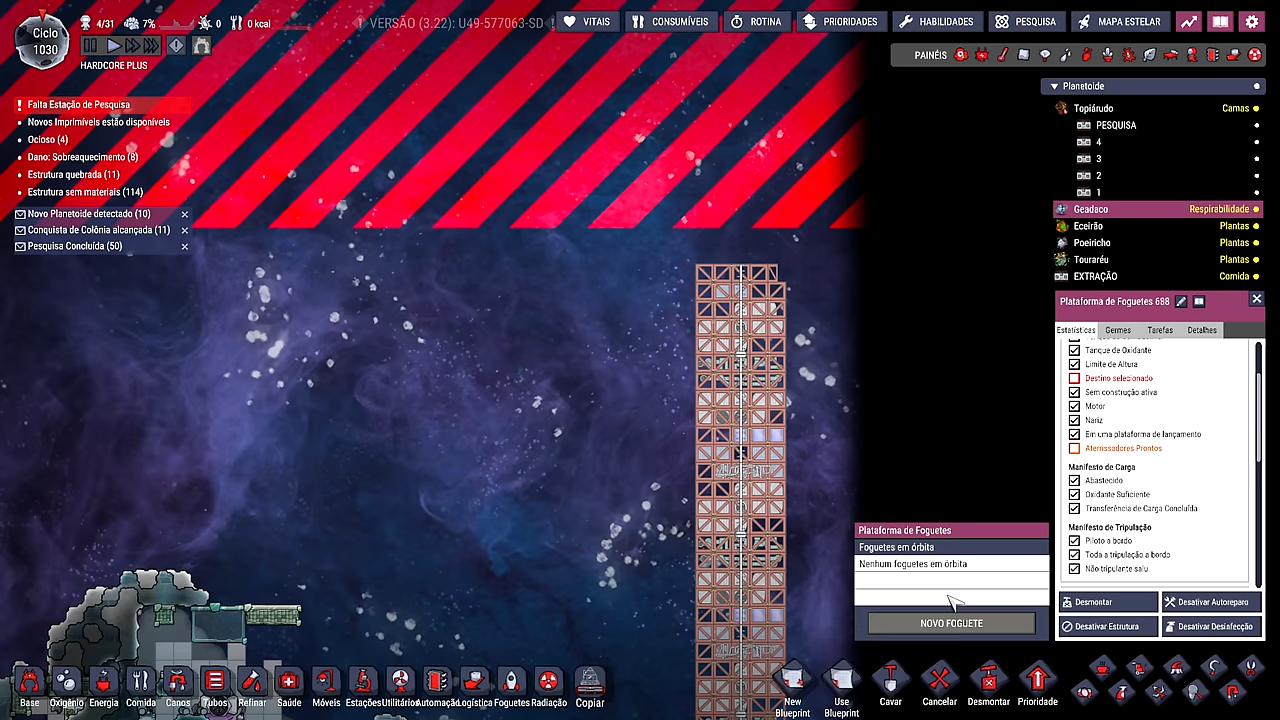 Ciclo
1030
4/31
7%
0
0 kcal
VERSÃO (3.22): U49-577063-SD
HARDCORE PLUS
VITAIS
CONSUMÍVEIS
ROTINA
PRIORIDADES
HABILIDADES
PESQUISA
MAPA ESTELAR
PAINÉIS
Falta Estação de Pesquisa
Novos Imprimíveis estão disponíveis
Ocioso (4)
Dano: Sobreaquecimento (8)
Estrutura quebrada (11)
Estrutura sem materiais (114)
Novo Planetoide detectado (10)
Conquista de Colônia alcançada (11)
Pesquisa Concluída (50)
Planetoide
Topiárudo Camas
PESQUISA
4
3
2
1
Geadaco Respirabilidade
Eceirão Plantas
Poeiricho Plantas
Touraréu Plantas
EXTRAÇÃO Comida
Plataforma de Foguetes 688
Estatísticas Germes Tarefas Detalhes
Tanque de Oxidante
Limite de Altura
Destino selecionado
Sem construção ativa
Motor
Nariz
Em uma plataforma de lançamento
Aterrissadores Prontos
Manifesto de Carga
Abastecido
Oxidante Suficiente
Transferência de Carga Concluída
Manifesto de Tripulação
Piloto a bordo
Toda a tripulação a bordo
Não tripulante saiu
Desmontar
Desativar Autoreparo
Desativar Estrutura
Desativar Desinfecção
Plataforma de Foguetes
Foguetes em órbita
Nenhum foguetes em órbita
NOVO FOGUETE
Base
Oxigênio
Energia
Comida
Canos
Tubos
Refinar
Saúde
Móveis
Estações
Utilitários
Automação
Logística
Foguetes
Radiação
Copiar
New
Blueprint
Use
Blueprint
Cavar
Cancelar
Desmontar
Prioridade